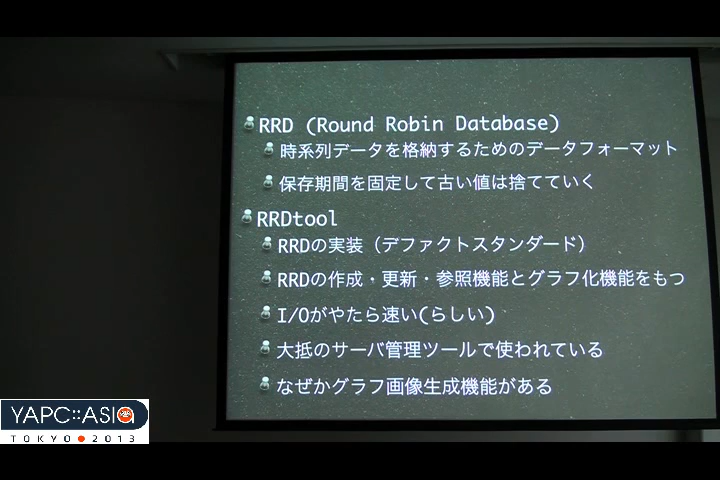 RRD (Round Robin Database)
時系列データを格納するためのデータフォーマット
保存期間を固定して古い値は捨てていく
RRDtool
RRDの実装（デファクトスタンダード）
RRDの作成・更新・参照機能とグラフ化機能をもつ
I/Oがやたら速い(らしい)
大抵のサーバ管理ツールで使われている
なぜかグラフ画像生成機能がある
YAPC::ASIA
TOKYO 2013